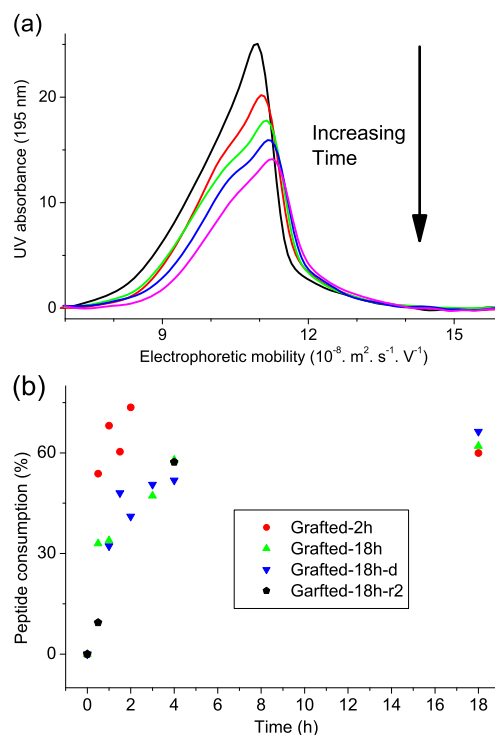 (a)
20
10
0
UV absorbance (195 nm)
Increasing
Time
9 12 15
Electrophoretic mobility (10⁻⁸. m². s⁻¹. V⁻¹)
(b)
60
30
0
Peptide consumption (%)
Grafted-2h
Grafted-18h
Grafted-18h-d
Garfted-18h-r2
0 2 4 6 8 10 12 14 16 18
Time (h)